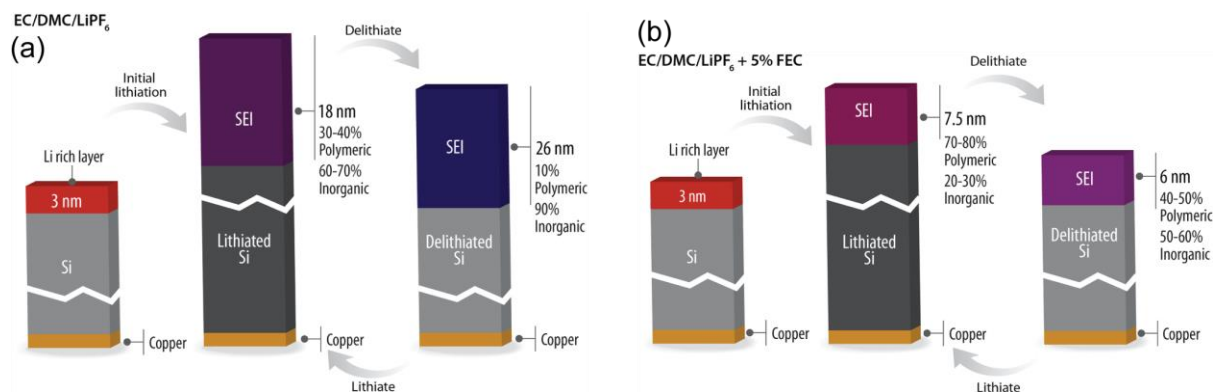 EC/DMC/LiPF₆
(a)
Initial
lithiation
Delithiate
Li rich layer
3 nm
Si
Copper
SEI
18 nm
30-40%
Polymeric
60-70%
Inorganic
Lithiated
Si
Copper
SEI
26 nm
10%
Polymeric
90%
Inorganic
Delithiated
Si
Copper
Lithiate
(b)
EC/DMC/LiPF₆ + 5% FEC
Initial
lithiation
Delithiate
Li rich layer
3 nm
Si
Copper
SEI
7.5 nm
70-80%
Polymeric
20-30%
Inorganic
Lithiated
Si
Copper
SEI
6 nm
40-50%
Polymeric
50-60%
Inorganic
Delithiated
Si
Copper
Lithiate